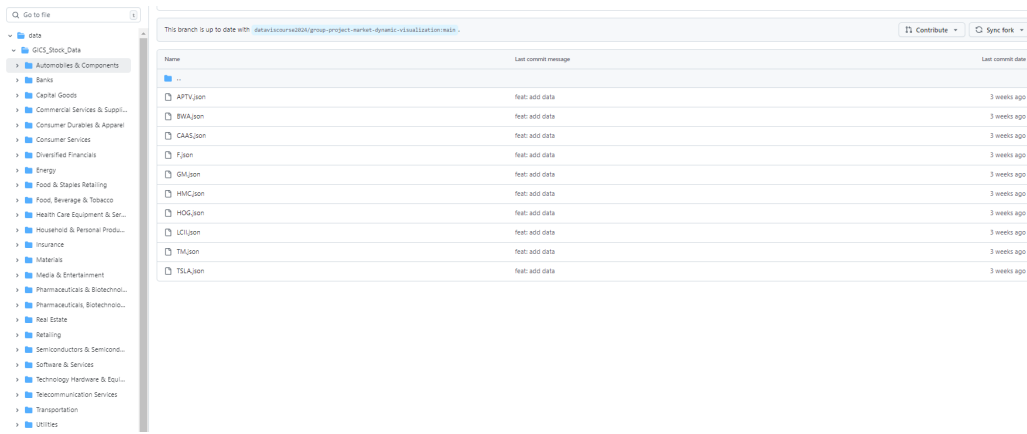 Go to file
t
data
GICS_Stock_Data
Automobiles & Components
Banks
Capital Goods
Commercial Services & Suppli...
Consumer Durables & Apparel
Consumer Services
Diversified Financials
Energy
Food & Staples Retailing
Food, Beverage & Tobacco
Health Care Equipment & Ser...
Household & Personal Produ...
Insurance
Materials
Media & Entertainment
Pharmaceuticals & Biotechnol...
Pharmaceuticals, Biotechnolo...
Real Estate
Retailing
Semiconductors & Semicond...
Software & Services
Technology Hardware & Equi...
Telecommunication Services
Transportation
Utilities
This branch is up to date with dataviscourse2024/group-project-market-dynamic-visualization:main .
Contribute
Sync fork
Name Last commit message Last commit date
..
APTV.json feat: add data 3 weeks ago
BWA.json feat: add data 3 weeks ago
CAAS.json feat: add data 3 weeks ago
F.json feat: add data 3 weeks ago
GM.json feat: add data 3 weeks ago
HMC.json feat: add data 3 weeks ago
HOG.json feat: add data 3 weeks ago
LCII.json feat: add data 3 weeks ago
TM.json feat: add data 3 weeks ago
TSLA.json feat: add data 3 weeks ago